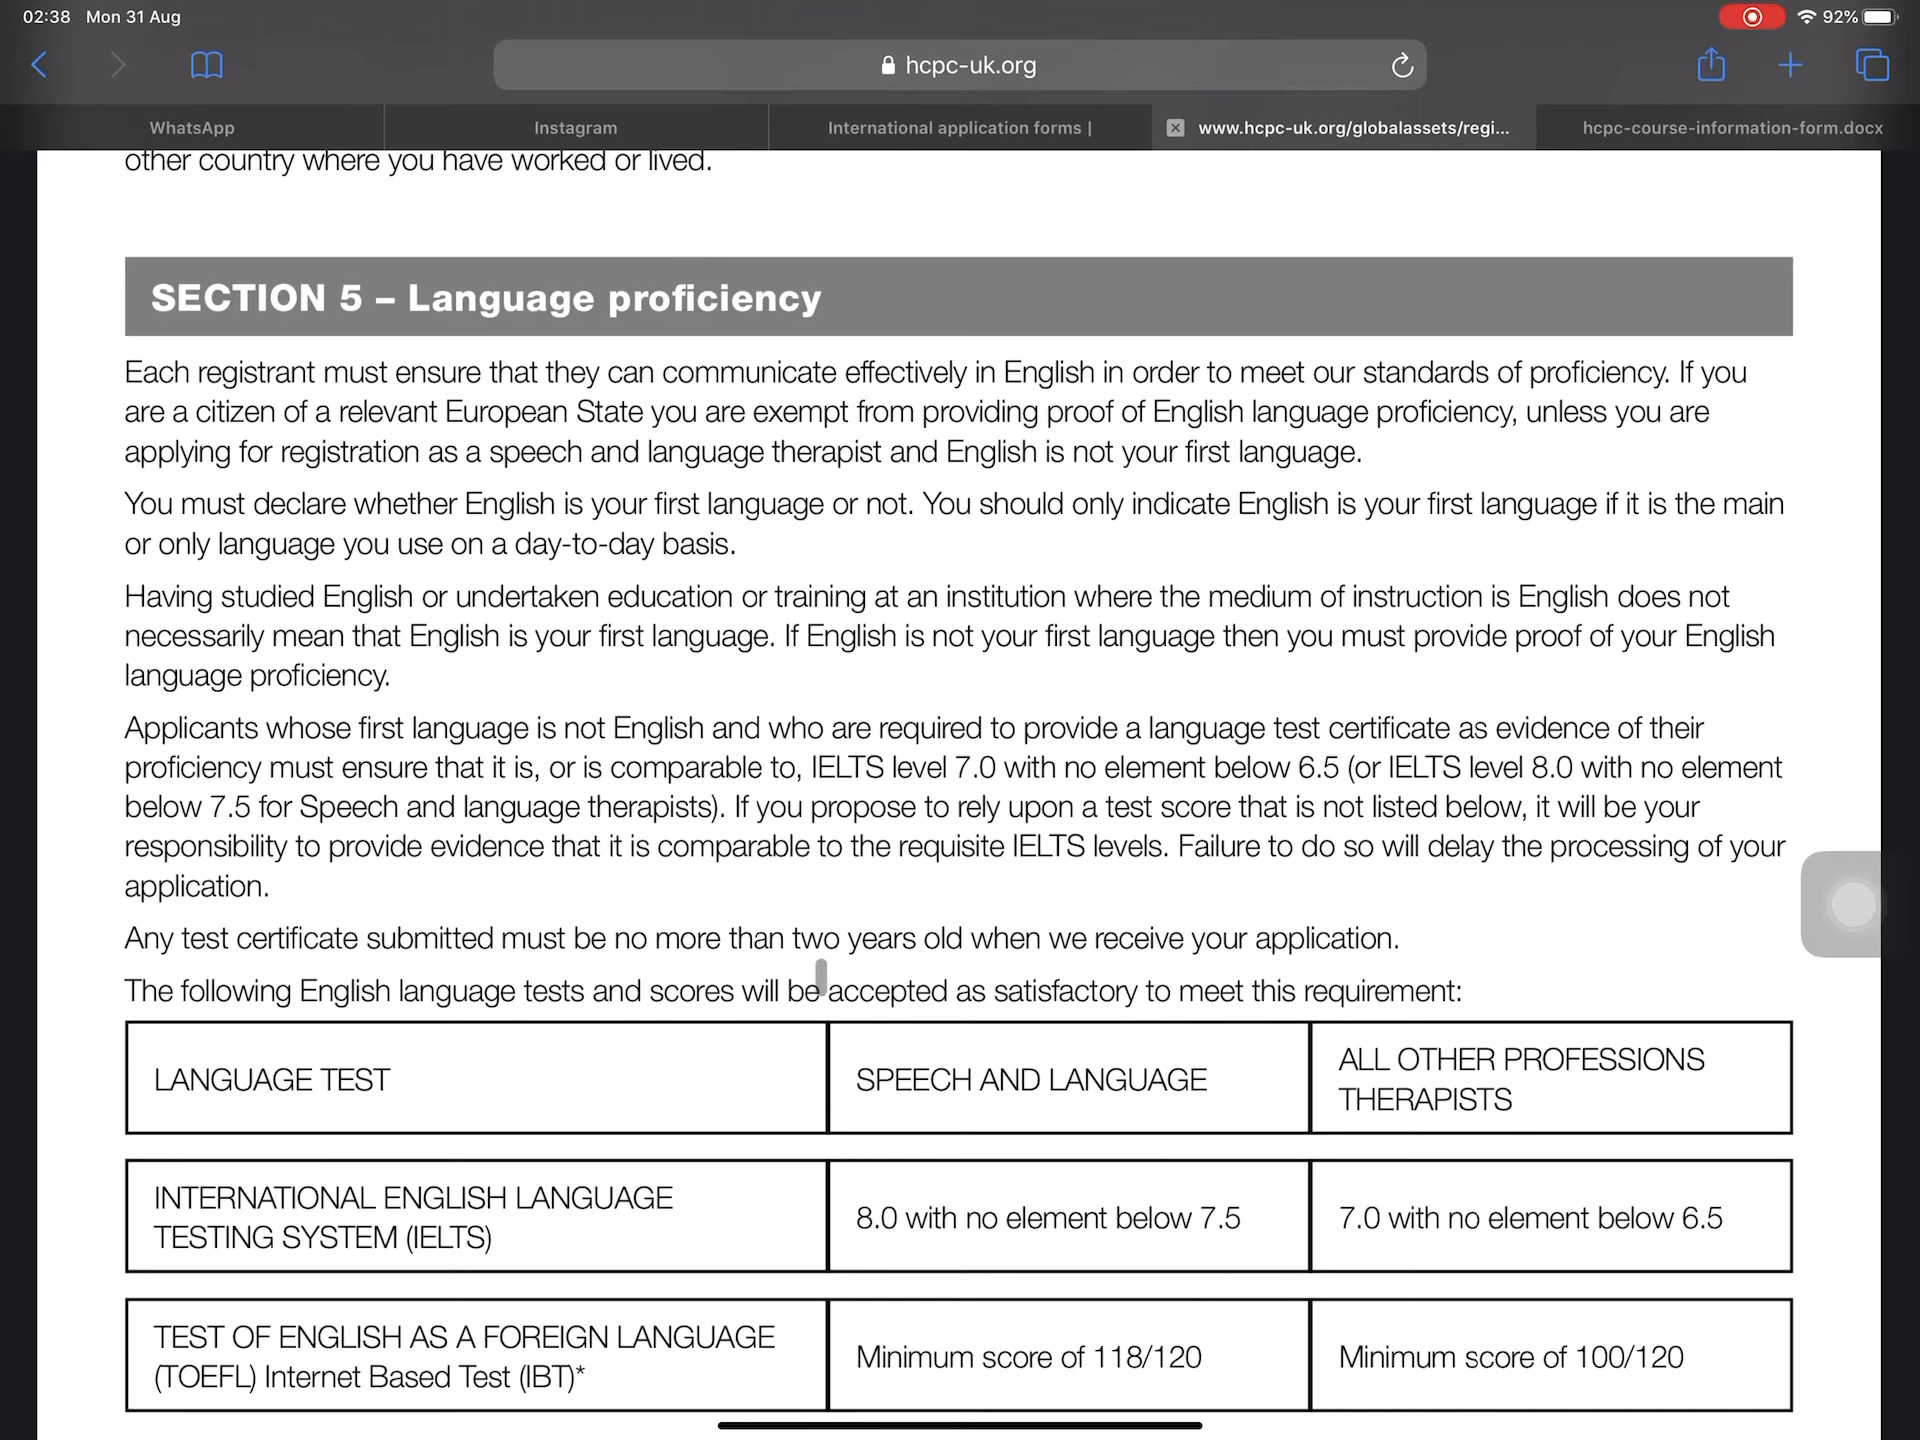 02:38 Mon 31 Aug
92%
hcpc-uk.org
WhatsApp
Instagram
International application forms |
www.hcpc-uk.org/globalassets/regi...
hcpc-course-information-form.docx
other country where you have worked or lived.
SECTION 5 – Language proficiency
Each registrant must ensure that they can communicate effectively in English in order to meet our standards of proficiency. If you
are a citizen of a relevant European State you are exempt from providing proof of English language proficiency, unless you are
applying for registration as a speech and language therapist and English is not your first language.
You must declare whether English is your first language or not. You should only indicate English is your first language if it is the main
or only language you use on a day-to-day basis.
Having studied English or undertaken education or training at an institution where the medium of instruction is English does not
necessarily mean that English is your first language. If English is not your first language then you must provide proof of your English
language proficiency.
Applicants whose first language is not English and who are required to provide a language test certificate as evidence of their
proficiency must ensure that it is, or is comparable to, IELTS level 7.0 with no element below 6.5 (or IELTS level 8.0 with no element
below 7.5 for Speech and language therapists). If you propose to rely upon a test score that is not listed below, it will be your
responsibility to provide evidence that it is comparable to the requisite IELTS levels. Failure to do so will delay the processing of your
application.
Any test certificate submitted must be no more than two years old when we receive your application.
The following English language tests and scores will be accepted as satisfactory to meet this requirement:
LANGUAGE TEST
SPEECH AND LANGUAGE
ALL OTHER PROFESSIONS
THERAPISTS
INTERNATIONAL ENGLISH LANGUAGE
TESTING SYSTEM (IELTS)
8.0 with no element below 7.5
7.0 with no element below 6.5
TEST OF ENGLISH AS A FOREIGN LANGUAGE
(TOEFL) Internet Based Test (IBT)*
Minimum score of 118/120
Minimum score of 100/120